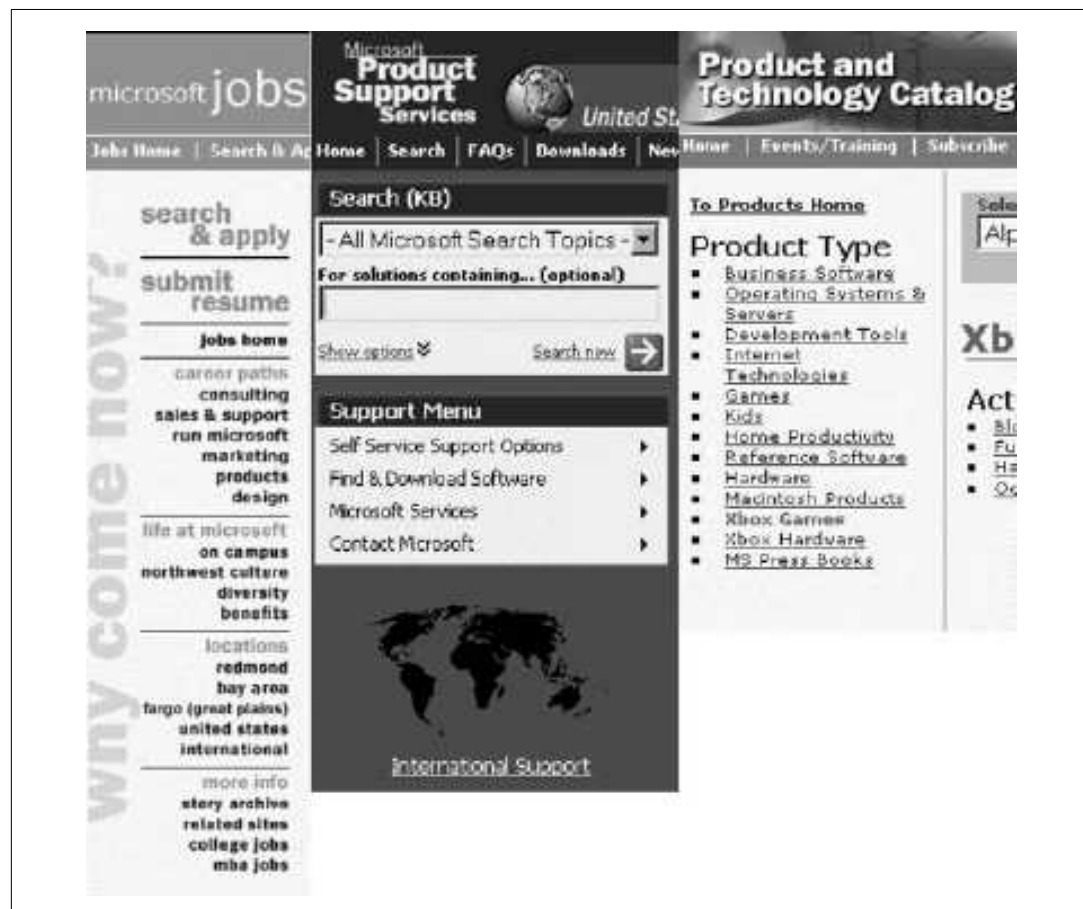 microsoft jobs
Jobs Home | Search & Ap
search
& apply
submit
resume
jobs home
career paths
consulting
sales & support
run microsoft
marketing
products
design
life at microsoft
on campus
northwest culture
diversity
benefits
locations
redmond
bay area
fargo (great plains)
united states
international
more info
story archive
related sites
college jobs
mba jobs
why come now?
Microsoft
Product
Support
Services
United St
Home | Search | FAQs | Downloads | New
Search (KB)
- All Microsoft Search Topics -
For solutions containing... (optional)
Show options
Search now
Support Menu
Self Service Support Options
Find & Download Software
Microsoft Services
Contact Microsoft
International Support
Product and
Technology Catalog
Home | Events/Training | Subscribe
To Products Home
Product Type
Business Software
Operating Systems &
Servers
Development Tools
Internet
Technologies
Games
Kids
Home Productivity
Reference Software
Hardware
Macintosh Products
Xbox Games
Xbox Hardware
MS Press Books
Sele
Alp
Xb
Act
Blo
Fu
Ha
Oc